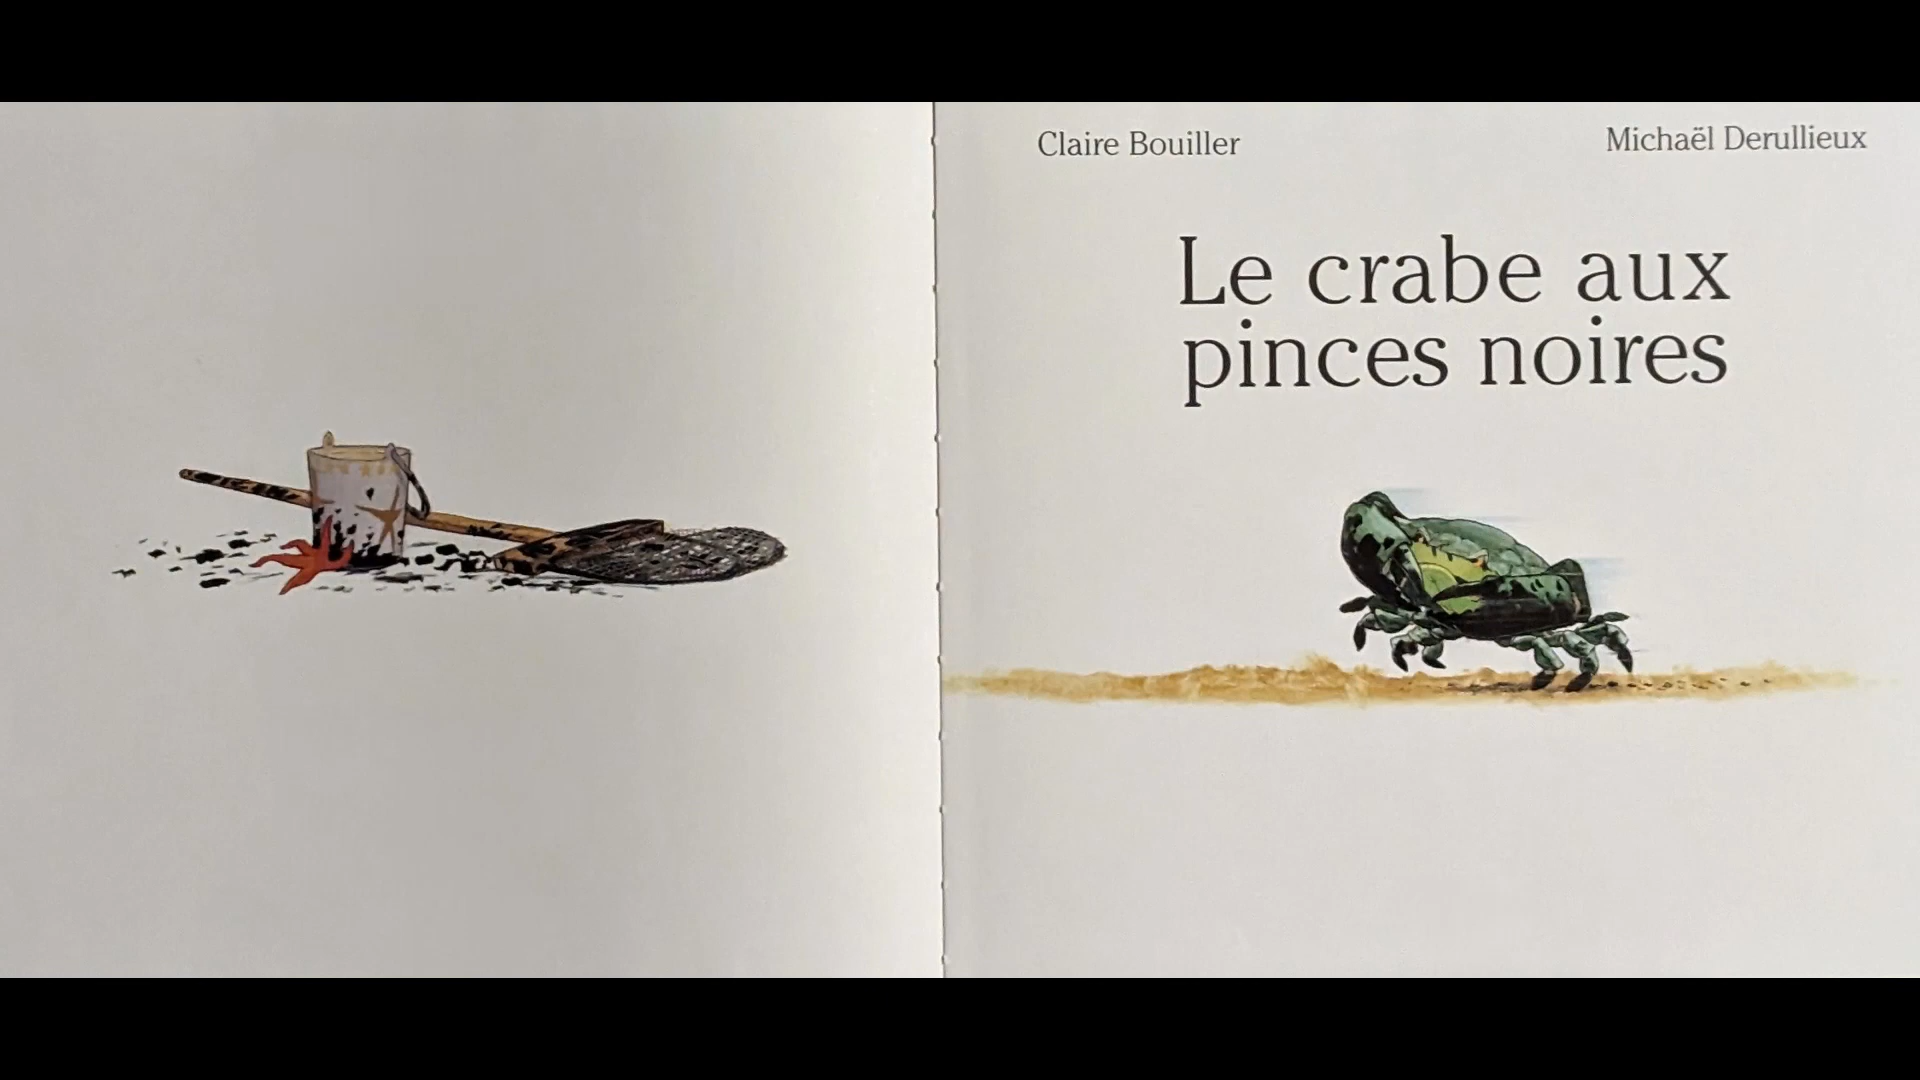 Claire Bouiller
Michaël Derullieux
Le crabe aux
pinces noires